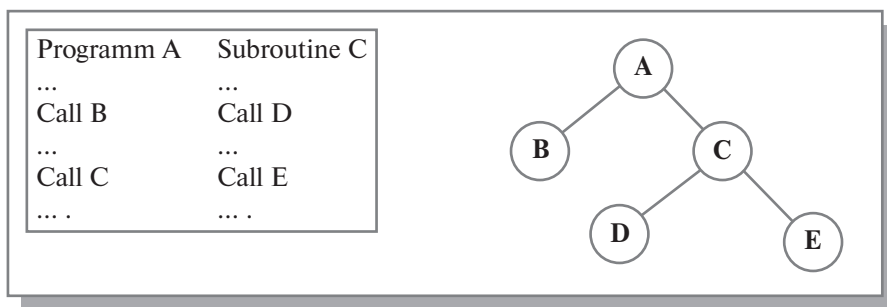 Programm A Subroutine C
... ...
Call B Call D
... ...
Call C Call E
... . ... .
A
B C
D E